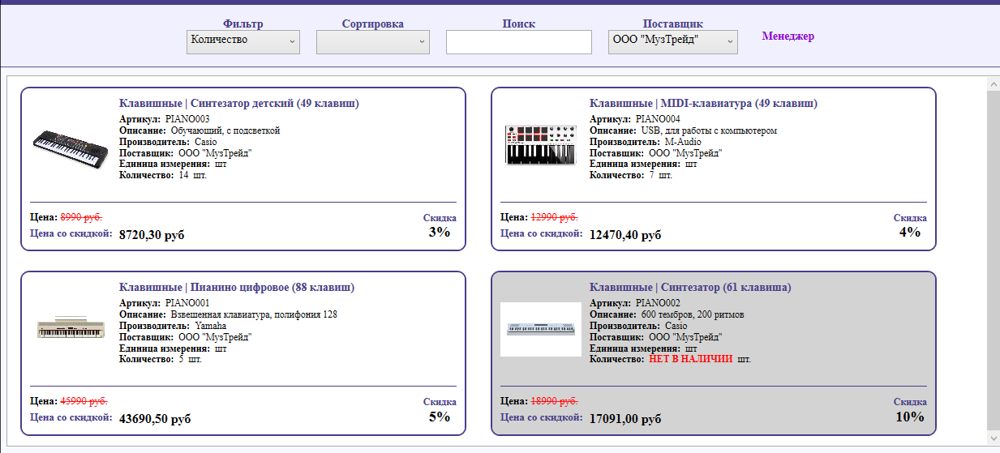 Фильтр
Сортировка
Поиск
Поставщик
Количество
ООО "МузТрейд"
Менеджер
Клавишные | Синтезатор детский (49 клавиш)
Артикул: PIANO003
Описание: Обучающий, с подсветкой
Производитель: Casio
Поставщик: ООО "МузТрейд"
Единица измерения: шт
Количество: 14 шт.
Цена: 8990 руб.
Скидка
Цена со скидкой: 8720,30 руб
3%
Клавишные | MIDI-клавиатура (49 клавиш)
Артикул: PIANO004
Описание: USB, для работы с компьютером
Производитель: M-Audio
Поставщик: ООО "МузТрейд"
Единица измерения: шт
Количество: 7 шт.
Цена: 12990 руб.
Скидка
Цена со скидкой: 12470,40 руб
4%
Клавишные | Пианино цифровое (88 клавиш)
Артикул: PIANO001
Описание: Взвешенная клавиатура, полифония 128
Производитель: Yamaha
Поставщик: ООО "МузТрейд"
Единица измерения: шт
Количество: 5 шт.
Цена: 45990 руб.
Скидка
Цена со скидкой: 43690,50 руб
5%
Клавишные | Синтезатор (61 клавиша)
Артикул: PIANO002
Описание: 600 тембров, 200 ритмов
Производитель: Casio
Поставщик: ООО "МузТрейд"
Единица измерения: шт
Количество: НЕТ В НАЛИЧИИ шт.
Цена: 18990 руб.
Скидка
Цена со скидкой: 17091,00 руб
10%